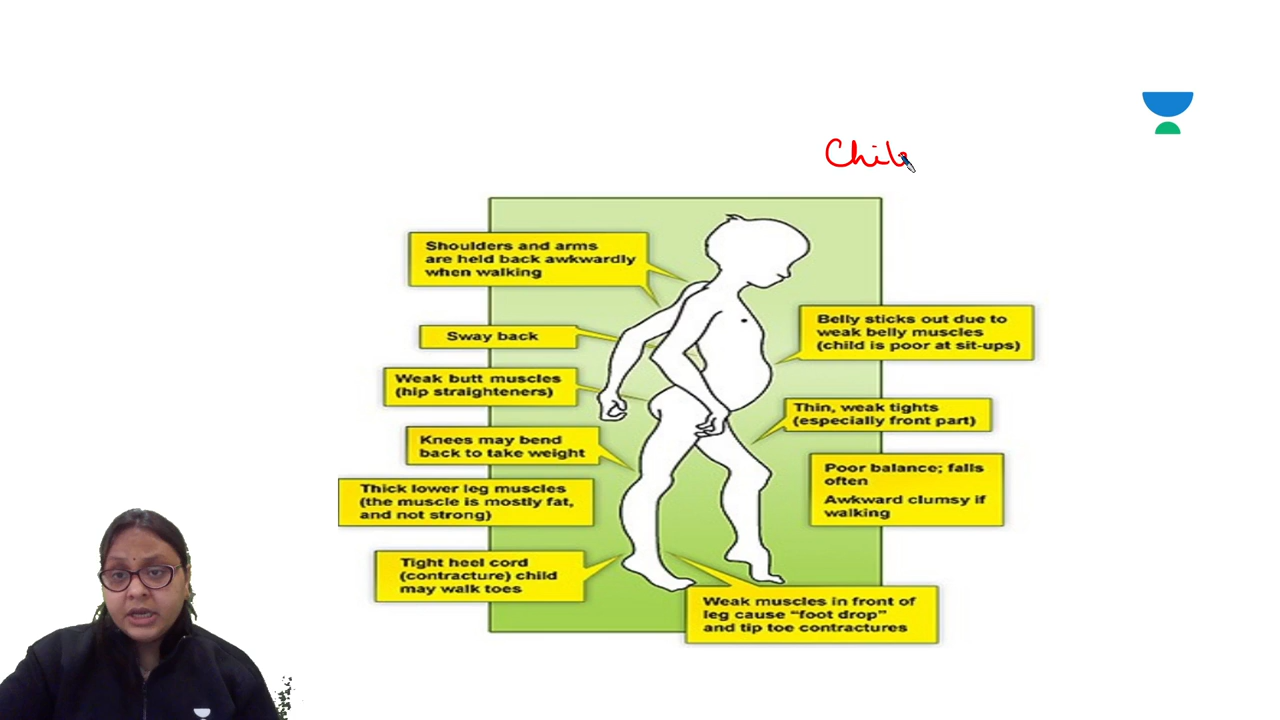 Chil
Shoulders and arms
are held back awkwardly
when walking
Sway back
Weak butt muscles
(hip straighteners)
Knees may bend
back to take weight
Thick lower leg muscles
(the muscle is mostly fat,
and not strong)
Tight heel cord
(contracture) child
may walk toes
Belly sticks out due to
weak belly muscles
(child is poor at sit-ups)
Thin, weak tights
(especially front part)
Poor balance; falls
often
Awkward clumsy if
walking
Weak muscles in front of
leg cause “foot drop”
and tip toe contractures